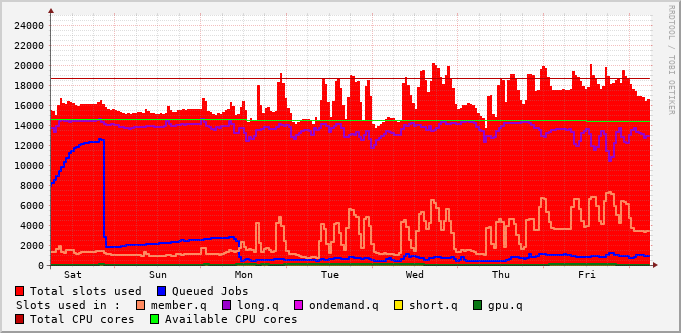 RRDTOOL / TOBI OETIKER
24000
22000
20000
18000
16000
14000
12000
10000
8000
6000
4000
2000
0
Sat Sun Mon Tue Wed Thu Fri
Total slots used Queued Jobs
Slots used in : member.q long.q ondemand.q short.q gpu.q
Total CPU cores Available CPU cores